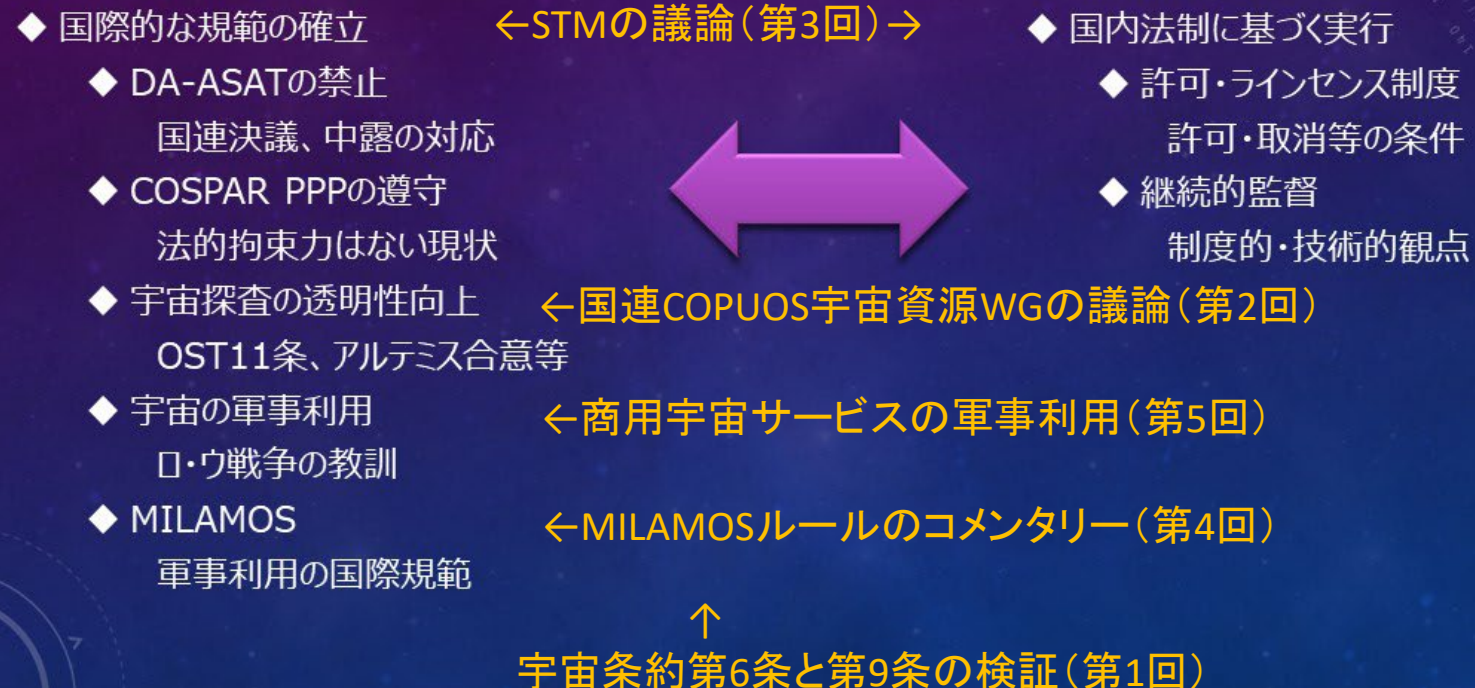 ◆ 国際的な規範の確立
←STMの議論（第3回）→
◆ DA-ASATの禁止
国連決議、中露の対応
◆ COSPAR PPPの遵守
法的拘束力はない現状
◆ 宇宙探査の透明性向上
←国連COPUOS宇宙資源WGの議論（第2回）
OST11条、アルテミス合意等
◆ 宇宙の軍事利用
←商用宇宙サービスの軍事利用（第5回）
ロ・ウ戦争の教訓
◆ MILAMOS
←MILAMOSルールのコメンタリー（第4回）
軍事利用の国際規範
↑
宇宙条約第6条と第9条の検証（第1回）
◆ 国内法制に基づく実行
◆ 許可・ラインセンス制度
許可・取消等の条件
◆ 継続的監督
制度的・技術的観点